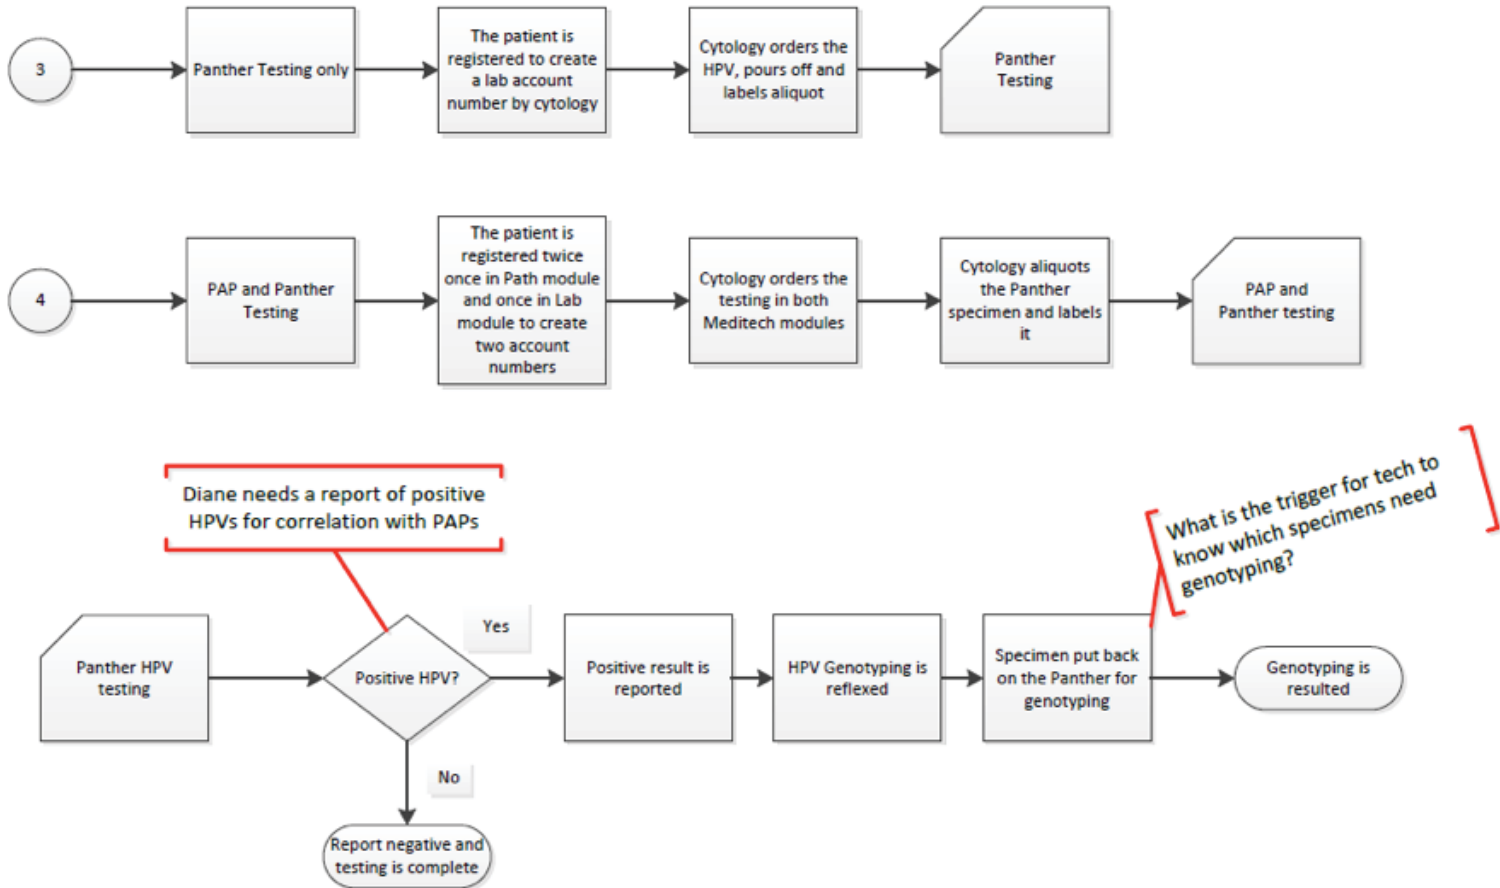 3
Panther Testing only
The patient is
registered to create
a lab account
number by cytology
Cytology orders the
HPV, pours off and
labels aliquot
Panther
Testing
4
PAP and Panther
Testing
The patient is
registered twice
once in Path module
and once in Lab
module to create
two account
numbers
Cytology orders the
testing in both
Meditech modules
Cytology aliquots
the Panther
specimen and labels
it
PAP and
Panther testing
Diane needs a report of positive
HPVs for correlation with PAPs
What is the trigger for tech to
know which specimens need
genotyping?
Panther HPV
testing
Positive HPV?
Yes
Positive result is
reported
HPV Genotyping is
reflexed
Specimen put back
on the Panther for
genotyping
Genotyping is
resulted
No
Report negative and
testing is complete